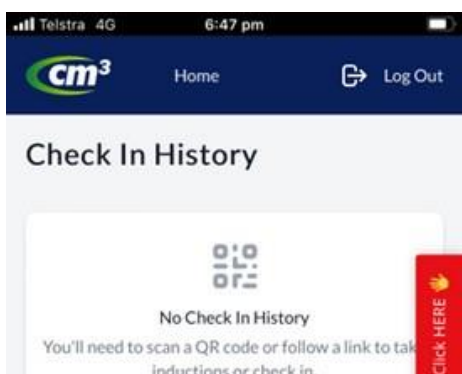 Telstra 4G 6:47 pm
cm³ Home Log Out
Check In History
No Check In History
You'll need to scan a QR code or follow a link to tak
inductions or check in
Click HERE